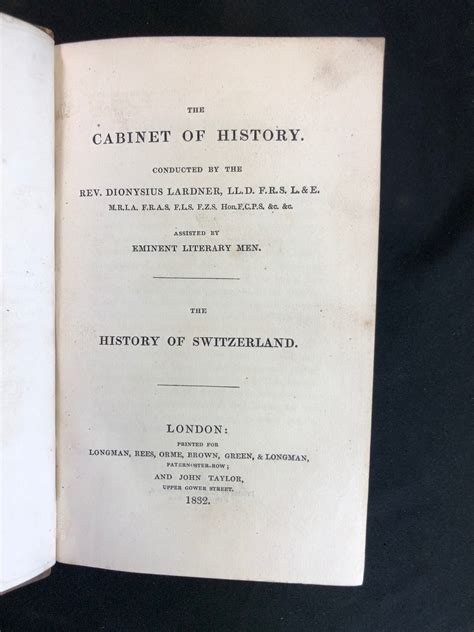 THE
CABINET OF HISTORY.
CONDUCTED BY THE
REV. DIONYSIUS LARDNER, LL.D. F.R.S. L. & E.
M.R.I.A. F.R.A.S. F.L.S. F.Z.S. Hon. F.C.P.S. &c. &c.
ASSISTED BY
EMINENT LITERARY MEN.
THE
HISTORY OF SWITZERLAND.
LONDON:
PRINTED FOR
LONGMAN, REES, ORME, BROWN, GREEN, & LONGMAN,
PATERNOSTER-ROW;
AND JOHN TAYLOR,
UPPER GOWER STREET.
1832.